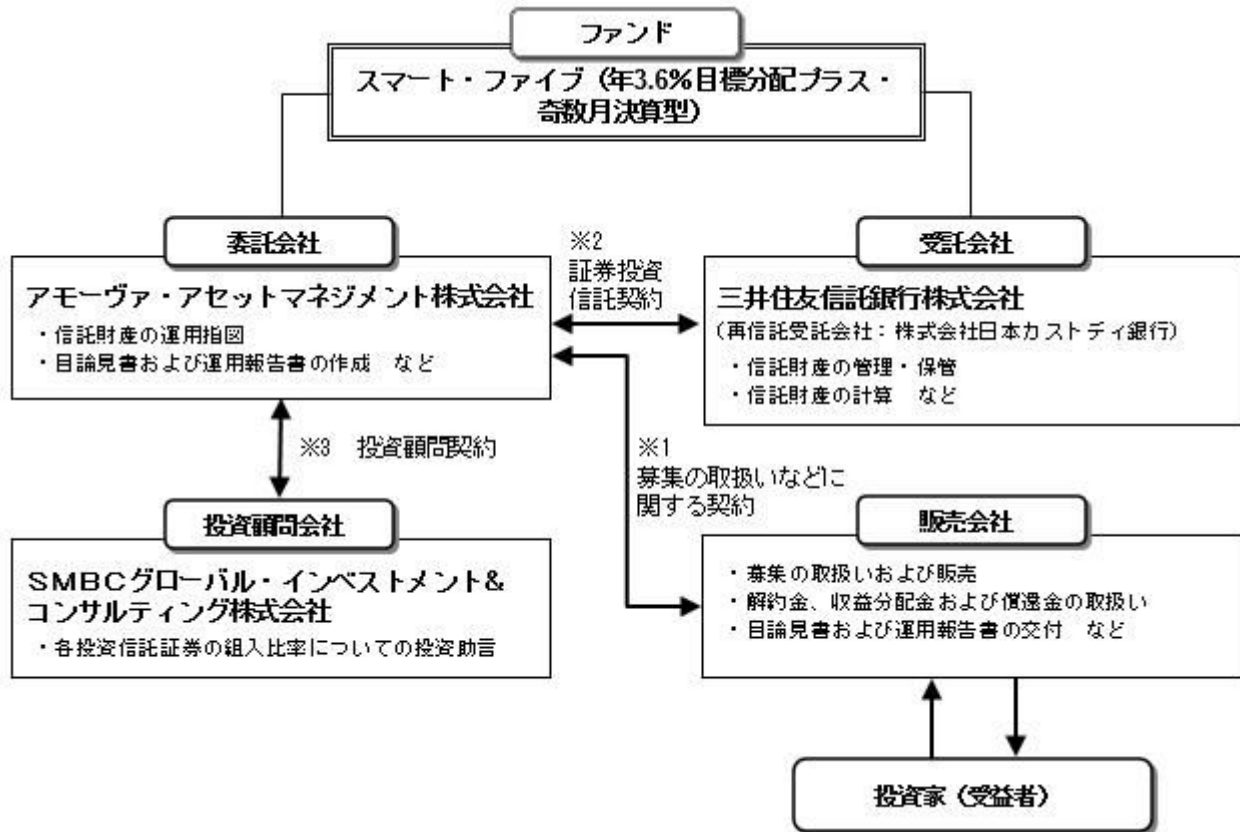 ファンド
スマート・ファイブ（年3.6%目標分配プラス・
奇数月決算型）
委託会社
アモーヴァ・アセットマネジメント株式会社
・信託財産の運用指図
・目論見書および運用報告書の作成　など
※2
証券投資
信託契約
受託会社
三井住友信託銀行株式会社
（再信託受託会社：株式会社日本カストディ銀行）
・信託財産の管理・保管
・信託財産の計算　など
※3　投資顧問契約
※1
募集の取扱いなどに
関する契約
投資顧問会社
ＳＭＢＣグローバル・インベストメント&
コンサルティング株式会社
・各投資信託証券の組入比率についての投資助言
販売会社
・募集の取扱いおよび販売
・解約金、収益分配金および償還金の取扱い
・目論見書および運用報告書の交付　など
投資家（受益者）